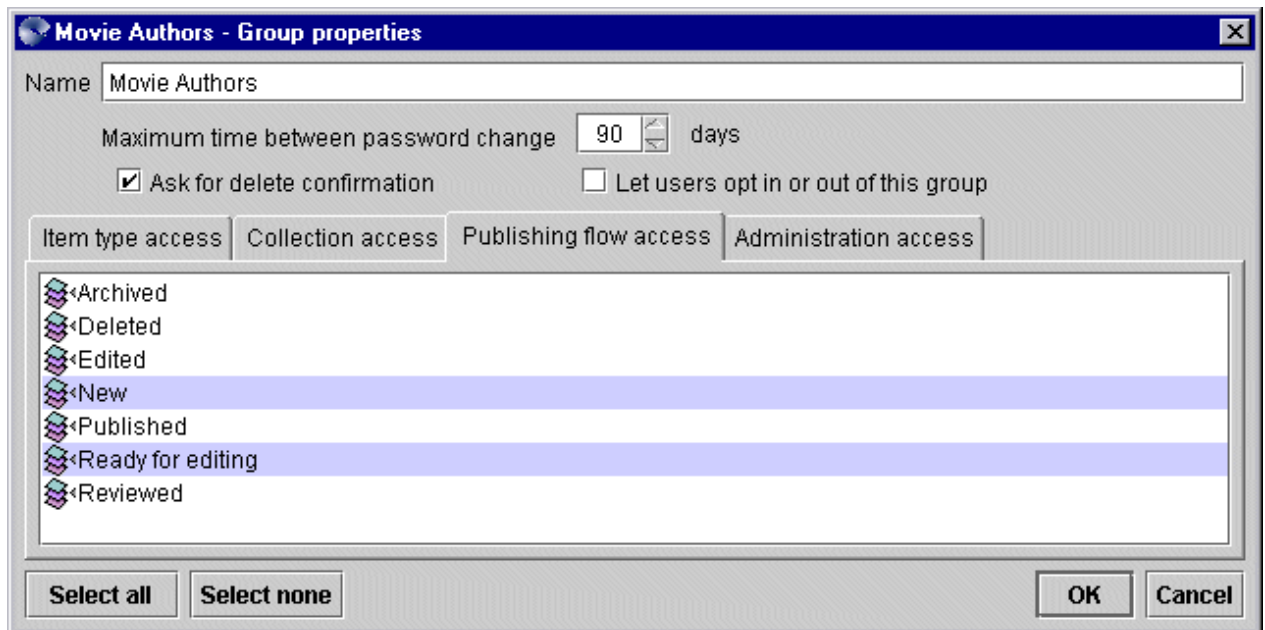 Movie Authors - Group properties
Name Movie Authors
Maximum time between password change 90 days
Ask for delete confirmation Let users opt in or out of this group
Item type access Collection access Publishing flow access Administration access
Archived
Deleted
Edited
New
Published
Ready for editing
Reviewed
Select all Select none OK Cancel